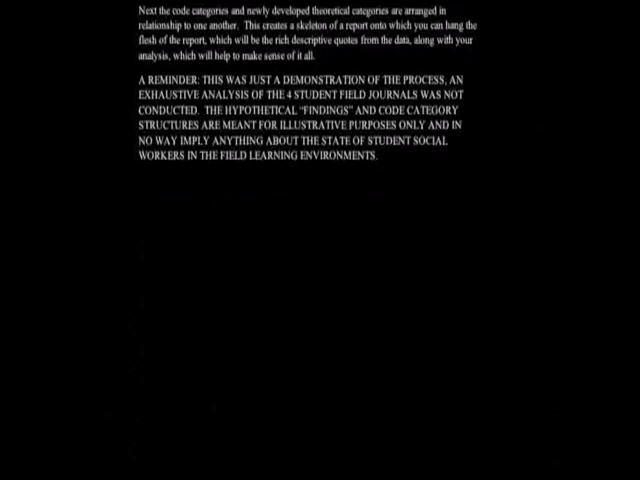 Next the code categories and newly developed theoretical categories are arranged in
relationship to one another. This creates a skeleton of a report onto which you can hang the
flesh of the report, which will be the rich descriptive quotes from the data, along with your
analysis, which will help to make sense of it all.
A REMINDER: THIS WAS JUST A DEMONSTRATION OF THE PROCESS, AN
EXHAUSTIVE ANALYSIS OF THE 4 STUDENT FIELD JOURNALS WAS NOT
CONDUCTED. THE HYPOTHETICAL "FINDINGS" AND CODE CATEGORY
STRUCTURES ARE MEANT FOR ILLUSTRATIVE PURPOSES ONLY AND IN
NO WAY IMPLY ANYTHING ABOUT THE STATE OF STUDENT SOCIAL
WORKERS IN THE FIELD LEARNING ENVIRONMENTS.